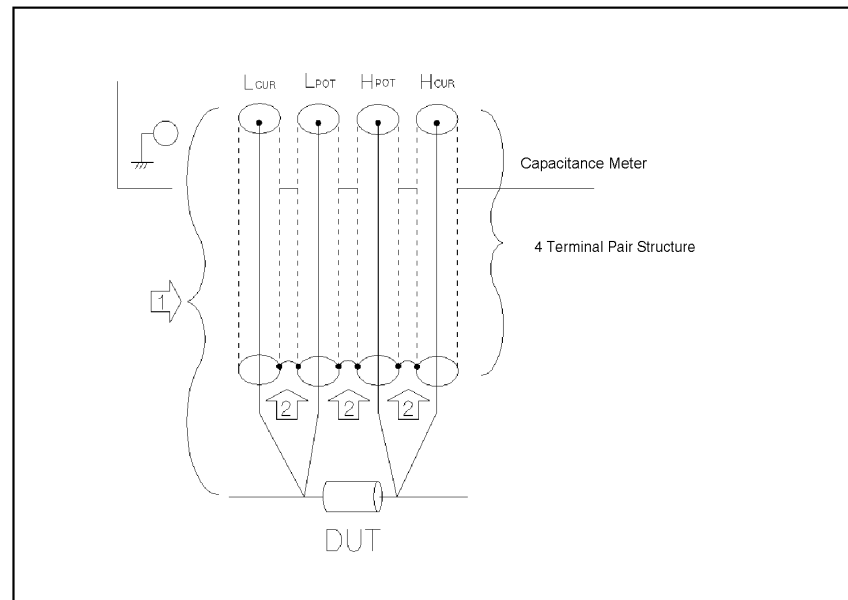 LCUR LPOT HPOT HCUR
Capacitance Meter
4 Terminal Pair Structure
1
2 2 2
DUT